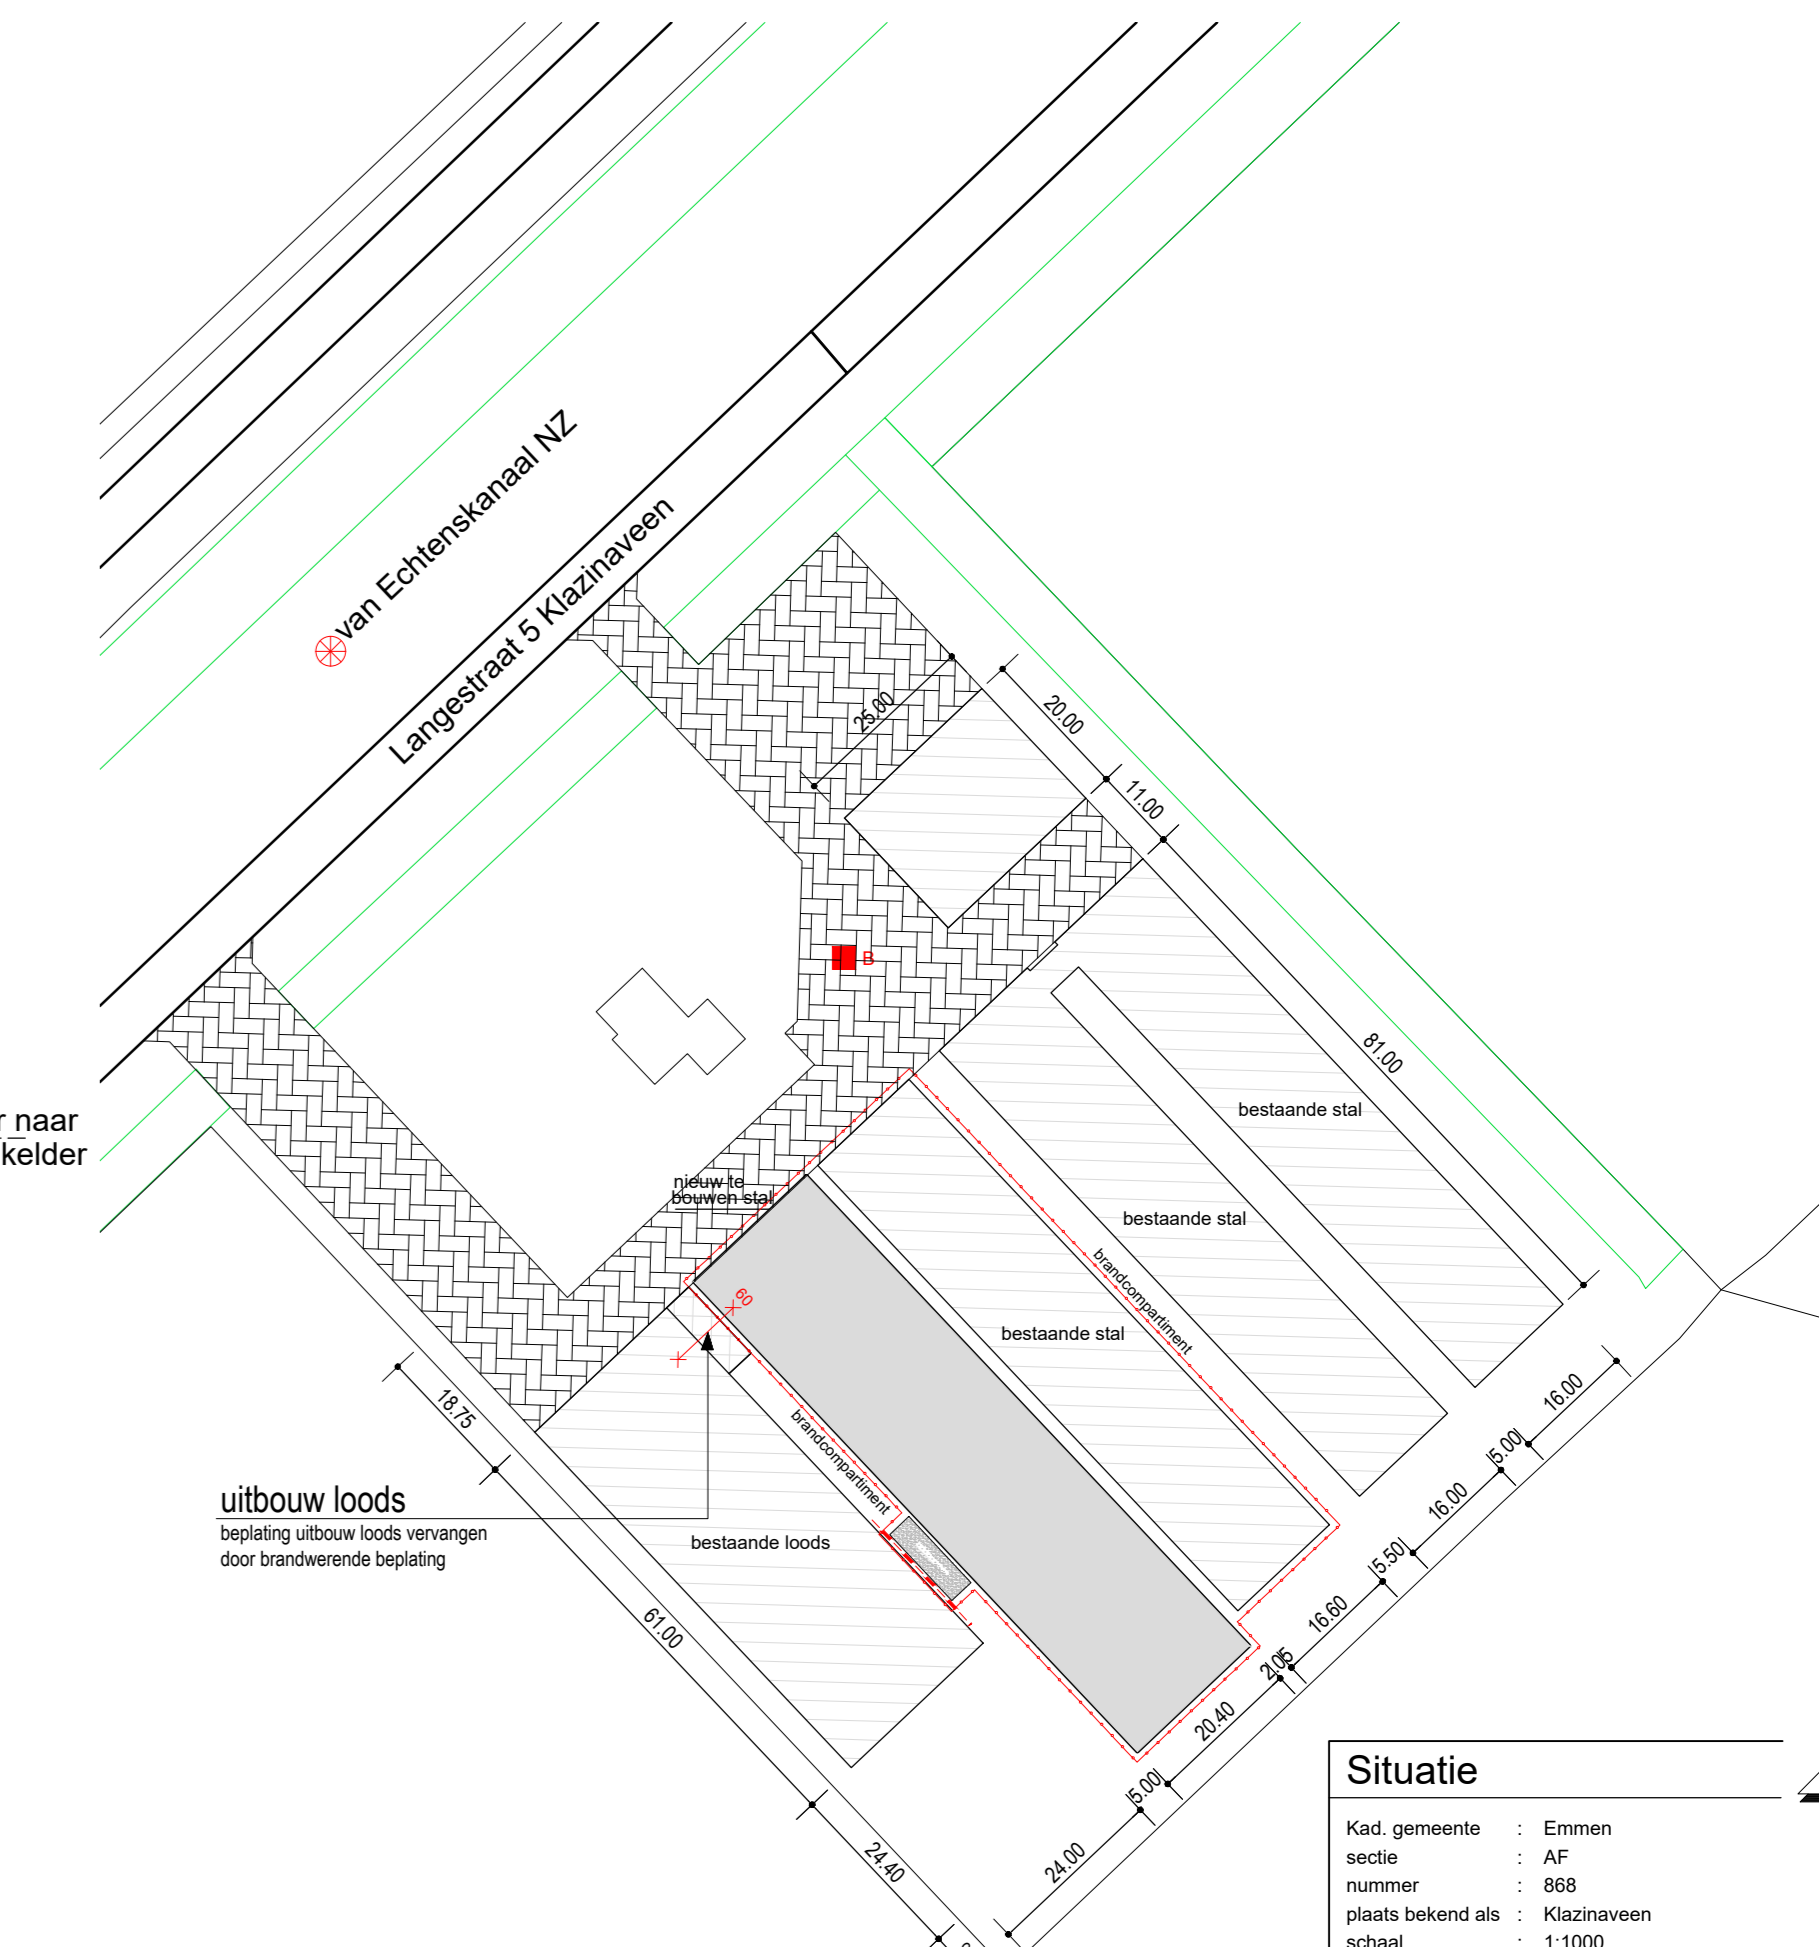 van Echtenskanaal NZ
Langestraat 5 Klazinaveen
25.00
20.00
11.00
81.00
B
naar
kelder
nieuw te
bouwen stal
bestaande stal
bestaande stal
bestaande stal
brandcompartiment
60
brandcompartiment
bestaande loods
18.75
uitbouw loods
beplating uitbouw loods vervangen
door brandwerende beplating
61.00
24.40
16.00
5.00
16.00
5.50
16.60
2.05
20.40
5.00
24.00
Situatie
Kad. gemeente : Emmen
sectie : AF
nummer : 868
plaats bekend als : Klazinaveen
schaal : 1:1000